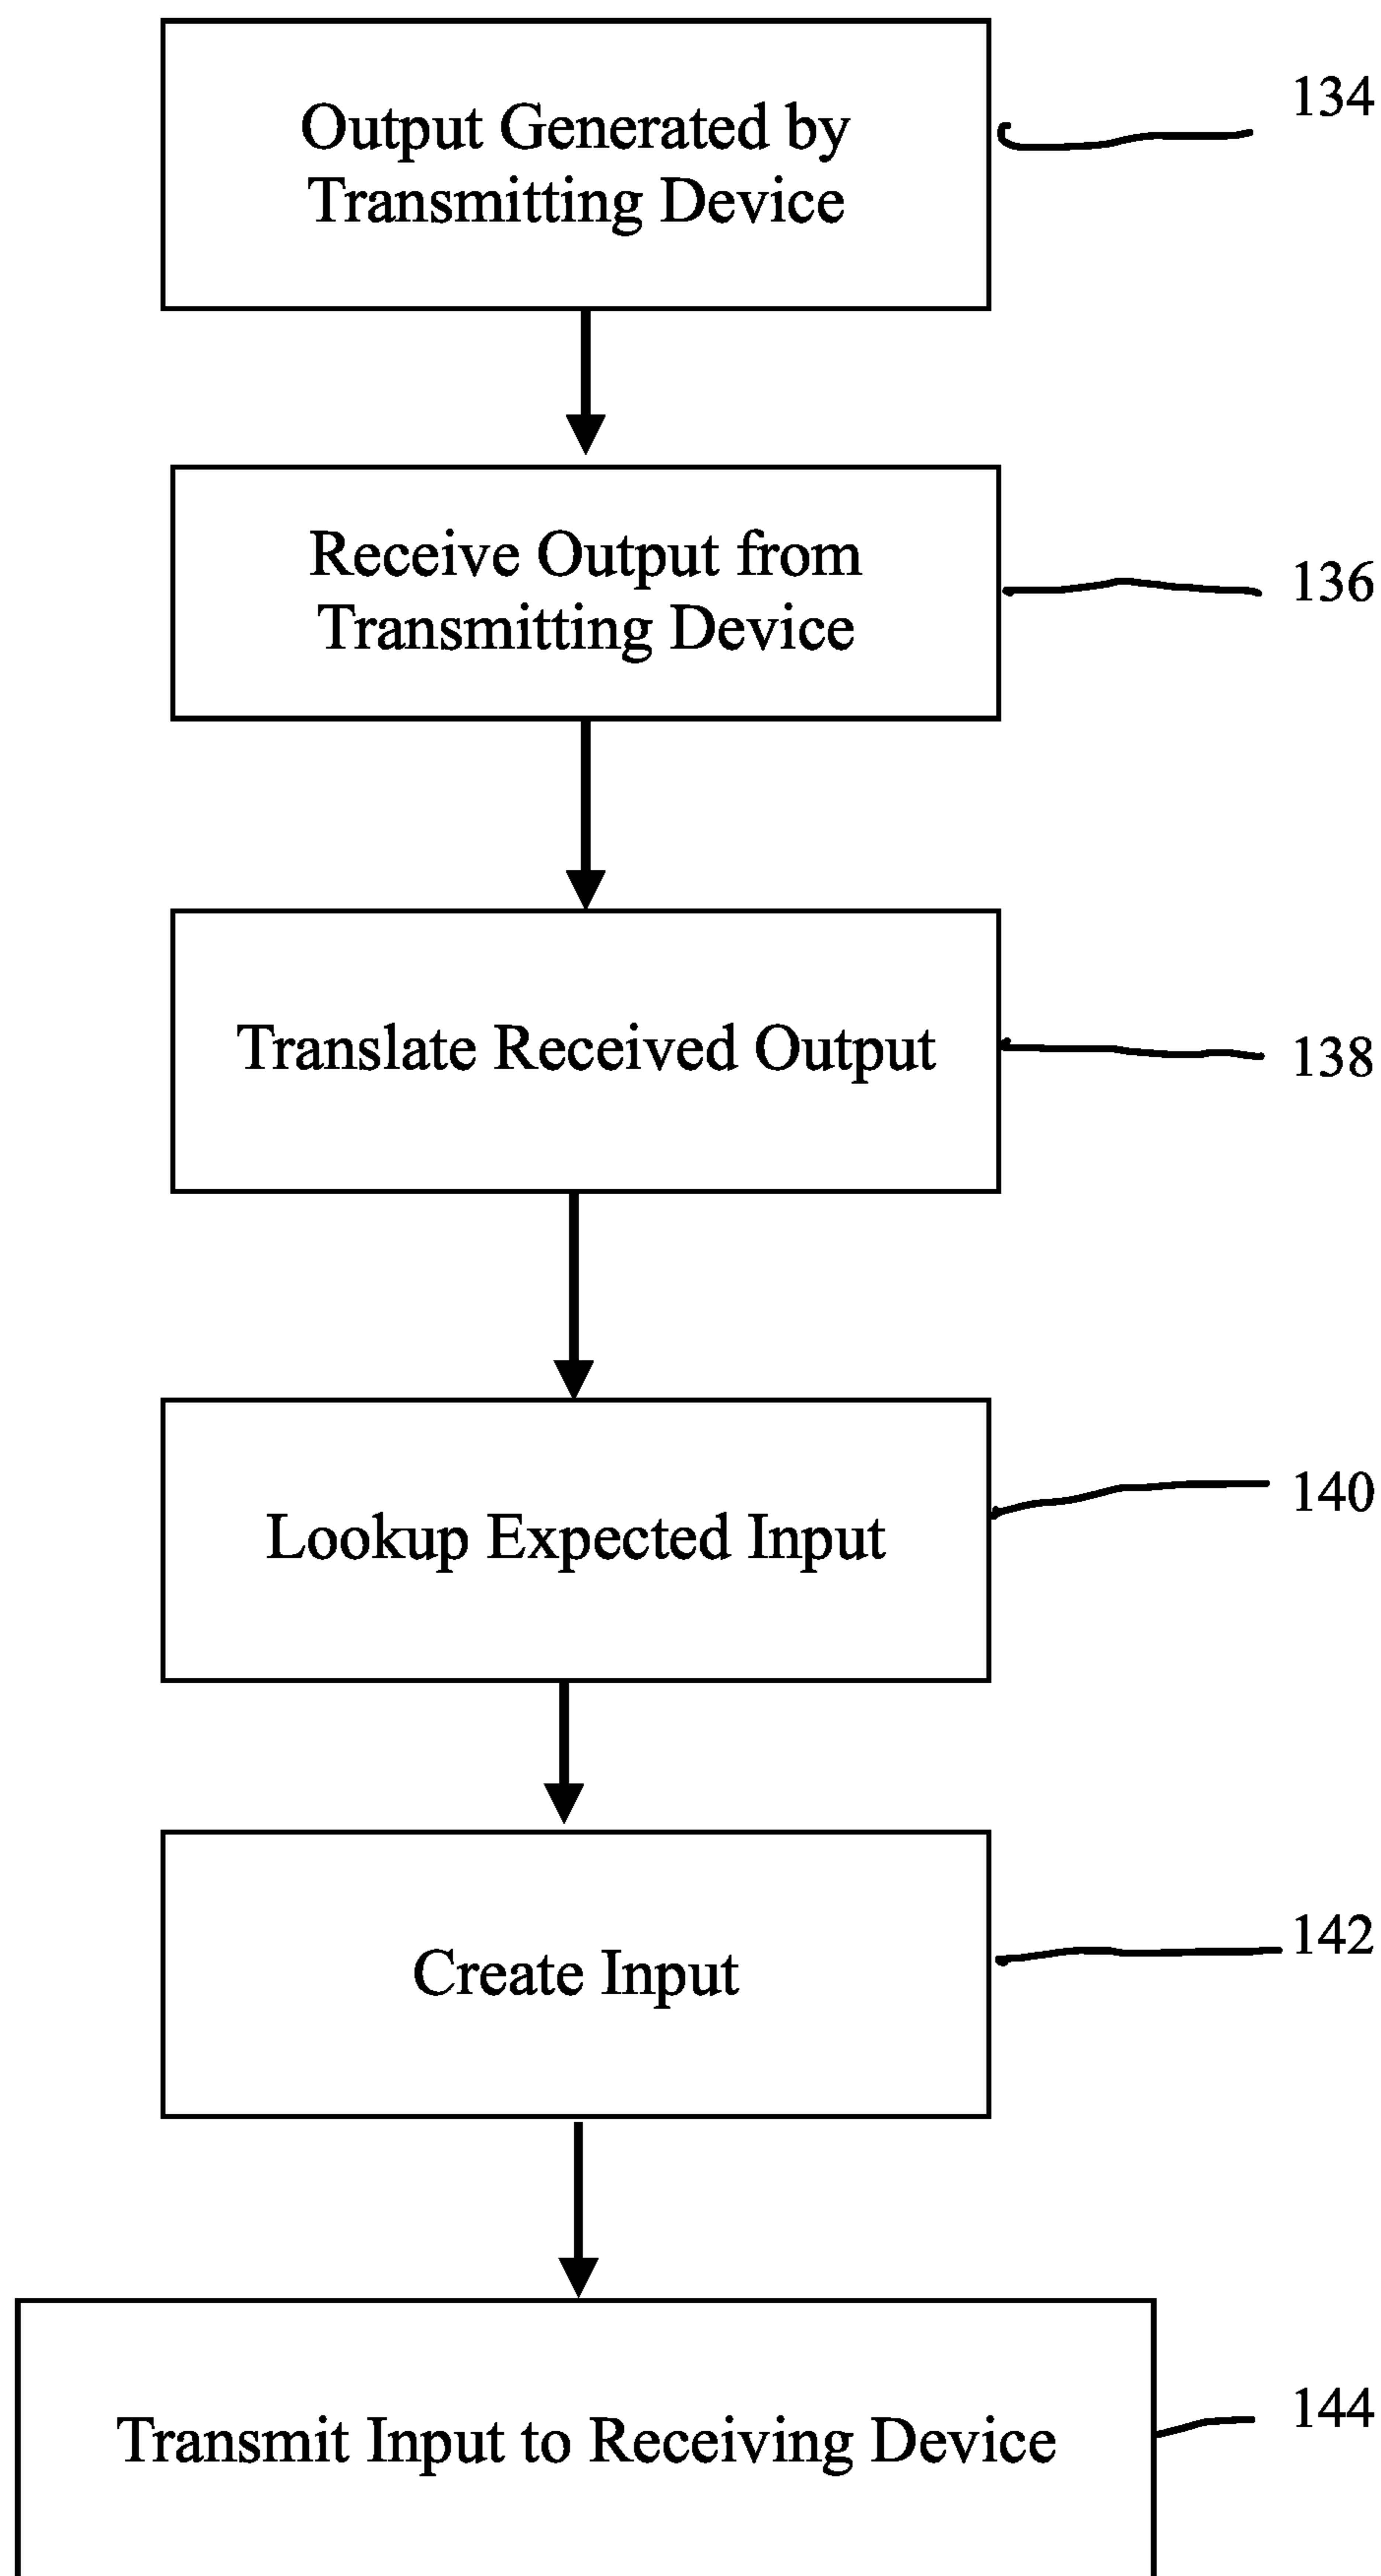 Output Generated by
Transmitting Device
134
Receive Output from
Transmitting Device
136
Translate Received Output
138
Lookup Expected Input
140
Create Input
142
Transmit Input to Receiving Device
144